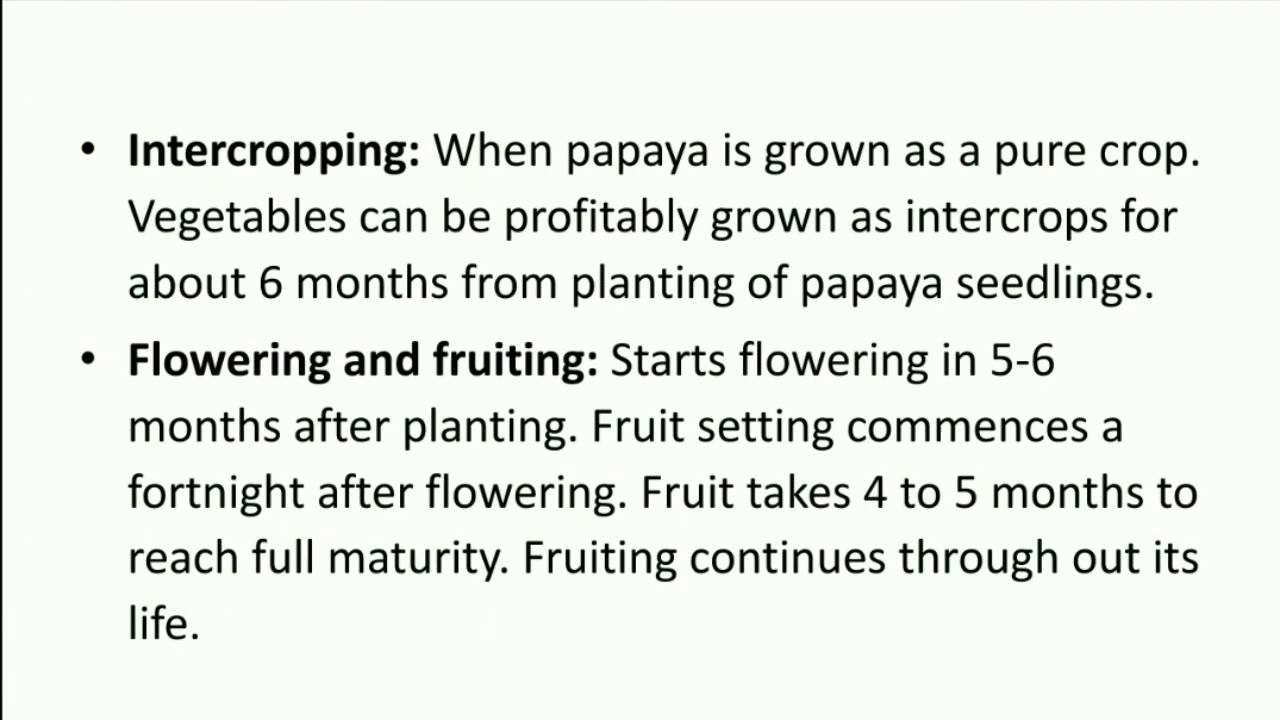 • Intercropping: When papaya is grown as a pure crop.
Vegetables can be profitably grown as intercrops for
about 6 months from planting of papaya seedlings.
• Flowering and fruiting: Starts flowering in 5-6
months after planting. Fruit setting commences a
fortnight after flowering. Fruit takes 4 to 5 months to
reach full maturity. Fruiting continues through out its
life.